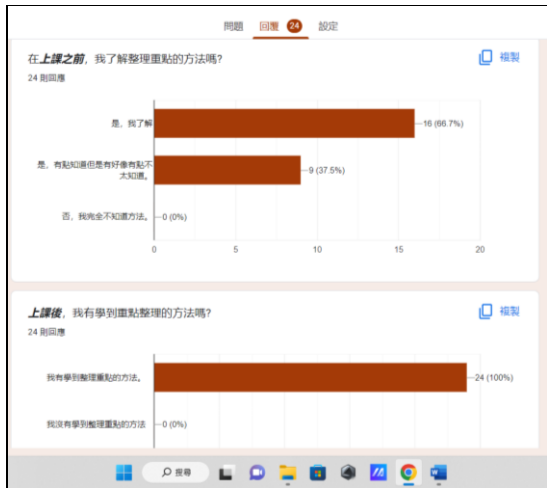 問題 回覆 24 設定
在上課之前，我了解整理重點的方法嗎?
複製
24 則回應
是，我了解
16 (66.7%)
是，有點知道但是有好像有點不
太知道。
9 (37.5%)
否，我完全不知道方法。
0 (0%)
0 5 10 15 20
上課後，我有學到重點整理的方法嗎?
複製
24 則回應
我有學到整理重點的方法。
24 (100%)
我沒有學到整理重點的方法
0 (0%)
搜尋